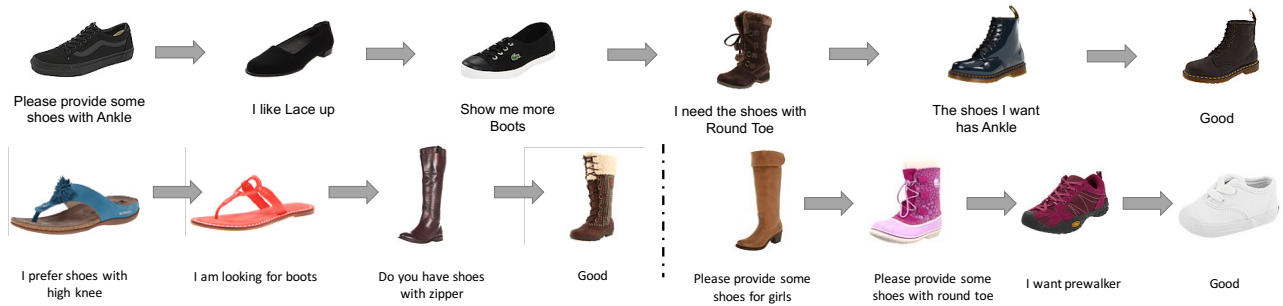 Please provide some
shoes with Ankle
I like Lace up
Show me more
Boots
I need the shoes with
Round Toe
The shoes I want
has Ankle
Good
I prefer shoes with
high knee
I am looking for boots
Do you have shoes
with zipper
Good
Please provide some
shoes for girls
Please provide some
shoes with round toe
I want prewalker
Good